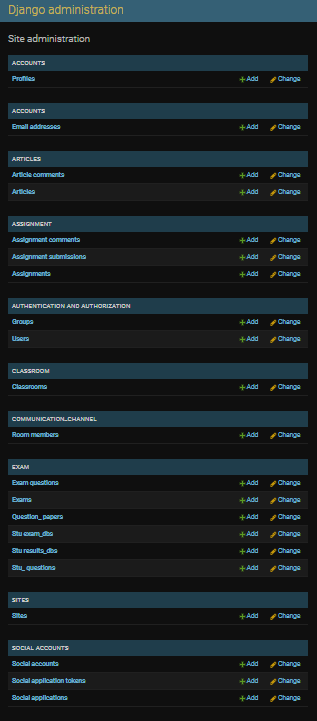 Django administration
Site administration
ACCOUNTS
Profiles Add Change
ACCOUNTS
Email addresses Add Change
ARTICLES
Article comments Add Change
Articles Add Change
ASSIGNMENT
Assignment comments Add Change
Assignment submissions Add Change
Assignments Add Change
AUTHENTICATION AND AUTHORIZATION
Groups Add Change
Users Add Change
CLASSROOM
Classrooms Add Change
COMMUNICATION_CHANNEL
Room members Add Change
EXAM
Exam questions Add Change
Exams Add Change
Question_ papers Add Change
Stu exam_dbs Add Change
Stu results_dbs Add Change
Stu_ questions Add Change
SITES
Sites Add Change
SOCIAL ACCOUNTS
Social accounts Add Change
Social application tokens Add Change
Social applications Add Change